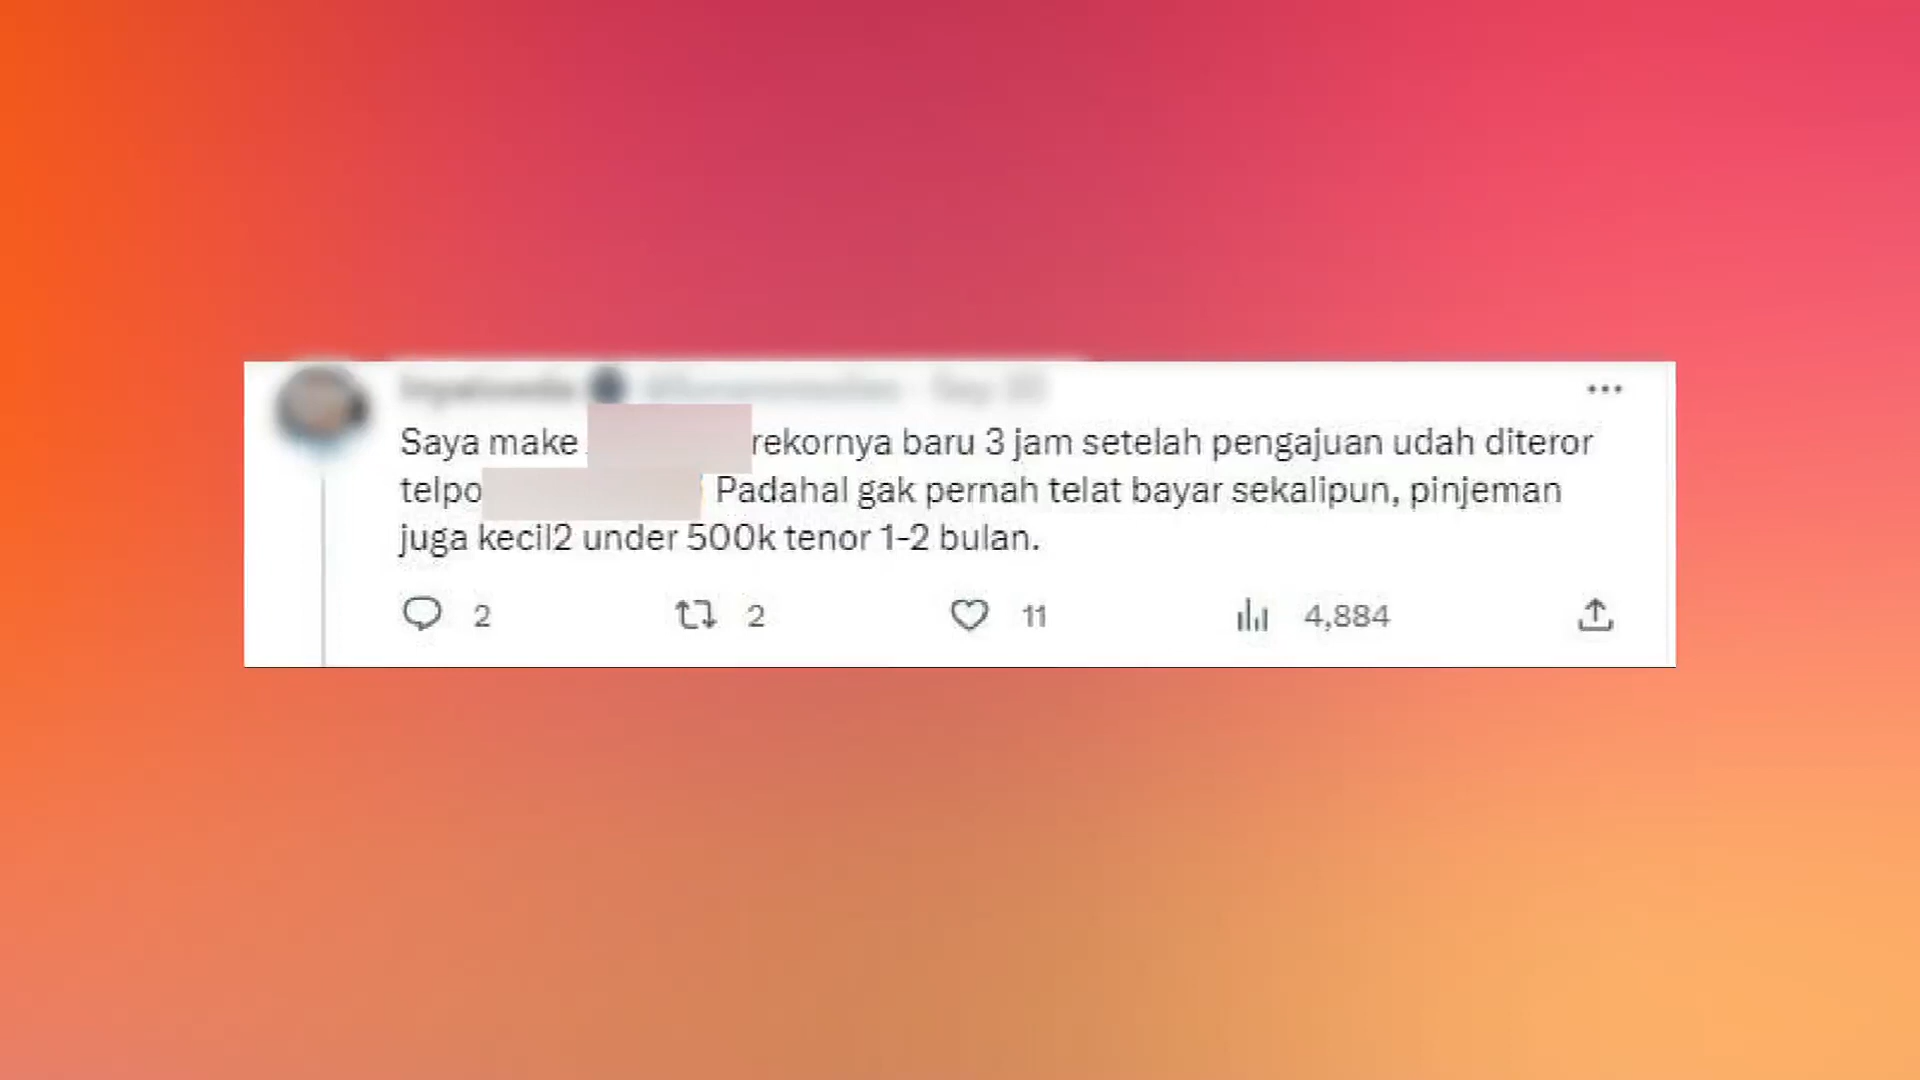 Saya make rekornya baru 3 jam setelah pengajuan udah diteror
telpo Padahal gak pernah telat bayar sekalipun, pinjeman
juga kecil2 under 500k tenor 1-2 bulan.
2 2 11 4,884